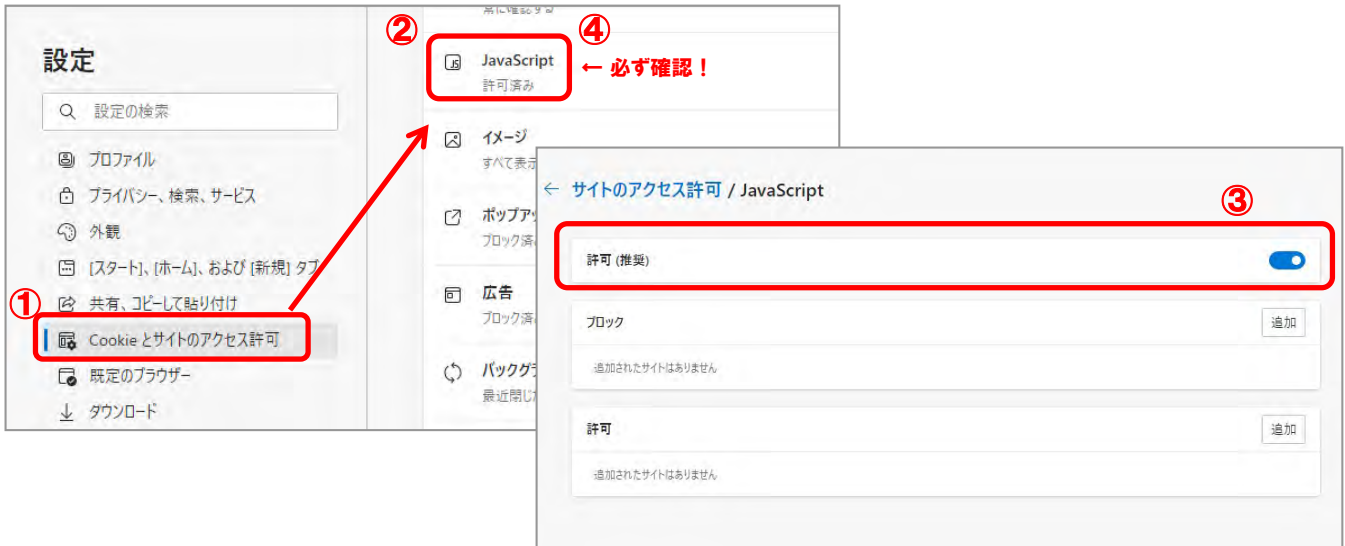 常に確認する
② ④
設定
JavaScript
許可済み
← 必ず確認！
設定の検索
プロファイル
プライバシー、検索、サービス
外観
[スタート]、[ホーム]、および [新規] タブ
① 共有、コピーして貼り付け
Cookie とサイトのアクセス許可
既定のブラウザー
ダウンロード
イメージ
すべて表示
ポップアッ
ブロック済
広告
ブロック済
バックグラ
最近閉じ
← サイトのアクセス許可 / JavaScript
③
許可 (推奨)
ブロック
追加
追加されたサイトはありません
許可
追加
追加されたサイトはありません